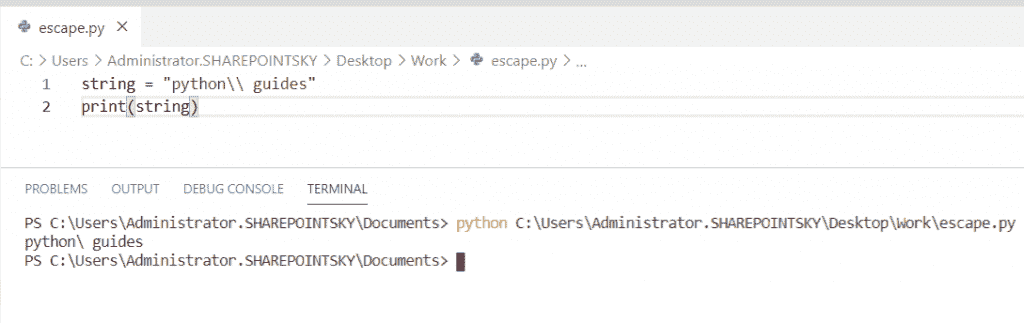 escape.py ×
C: > Users > Administrator.SHAREPOINTSKY > Desktop > Work > escape.py > ...
1 string = "python\\ guides"
2 print(string)
PROBLEMS OUTPUT DEBUG CONSOLE TERMINAL
PS C:\Users\Administrator.SHAREPOINTSKY\Documents> python C:\Users\Administrator.SHAREPOINTSKY\Desktop\Work\escape.py
python\ guides
PS C:\Users\Administrator.SHAREPOINTSKY\Documents>